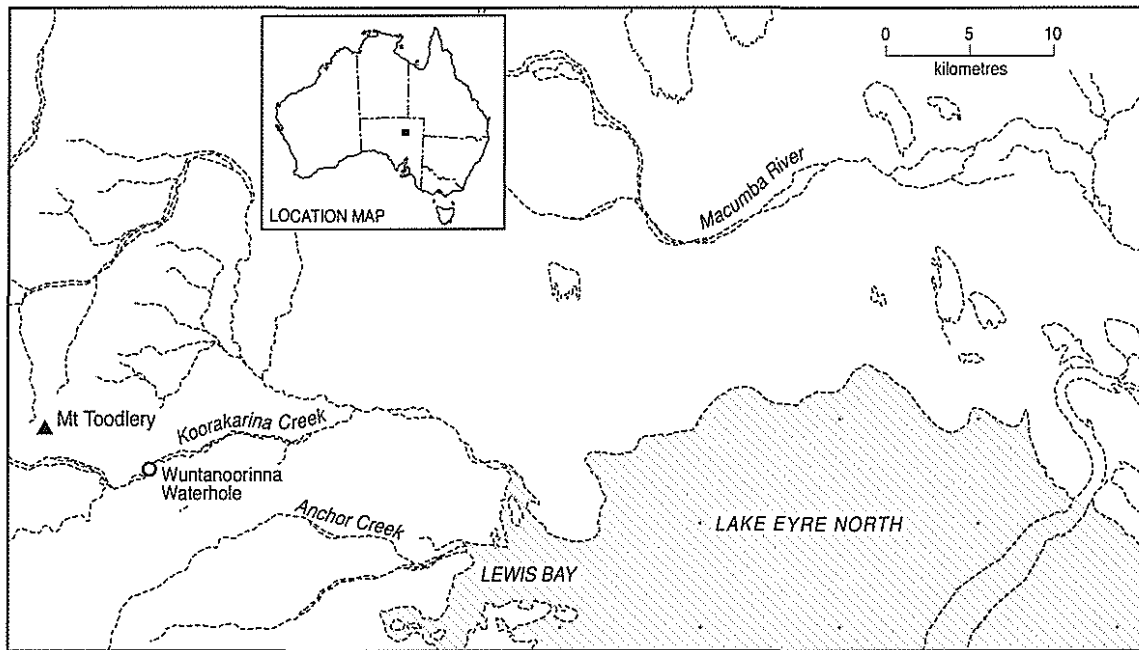 0 5 10
kilometres
LOCATION MAP
Macumba River
Mt Toodlery
Koorakarina Creek
Wuntanoorinna
Waterhole
Anchor Creek
LAKE EYRE NORTH
LEWIS BAY